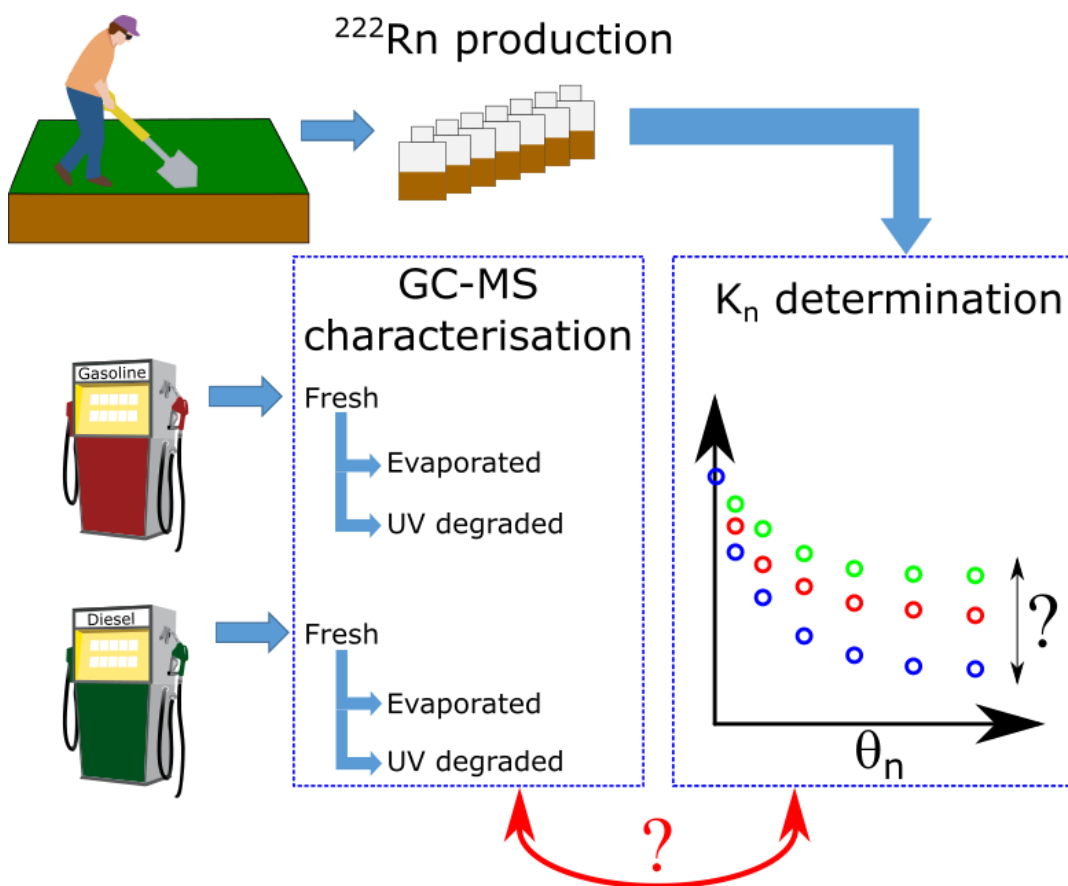 ²²²Rn production
GC-MS
characterisation
Kₙ determination
Gasoline
Fresh
Evaporated
UV degraded
Diesel
Fresh
Evaporated
UV degraded
?
θₙ
?